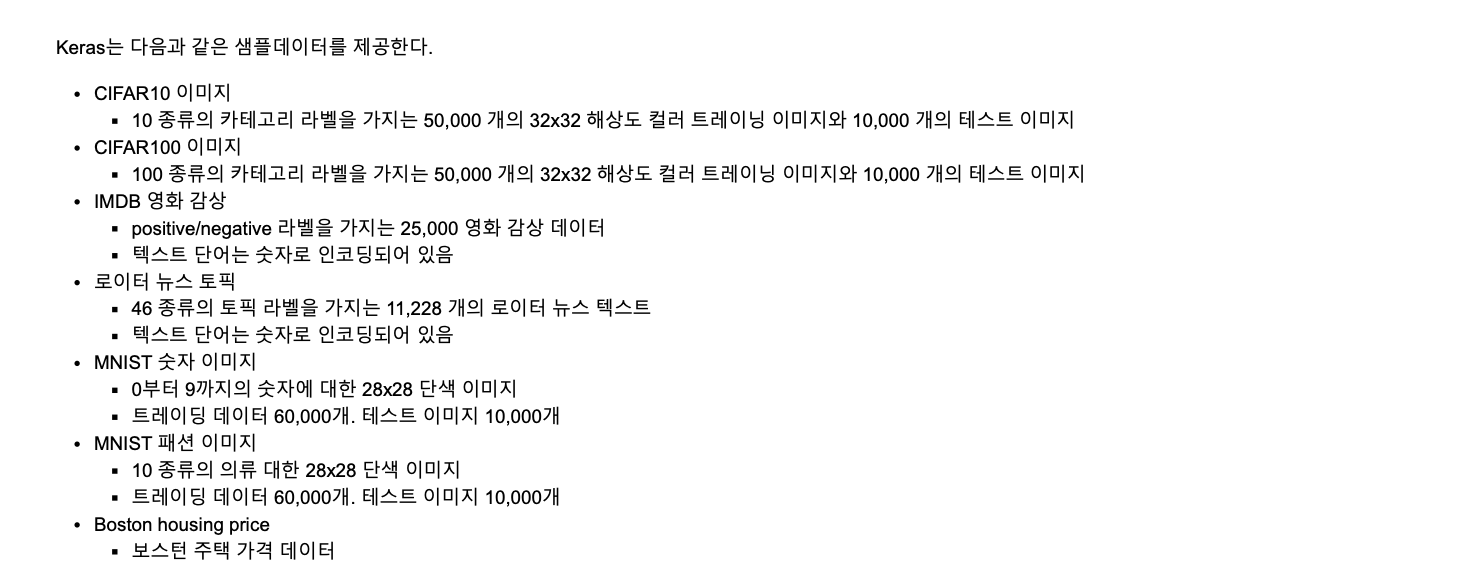 Keras는 다음과 같은 샘플데이터를 제공한다.
• CIFAR10 이미지
▪ 10 종류의 카테고리 라벨을 가지는 50,000 개의 32x32 해상도 컬러 트레이닝 이미지와 10,000 개의 테스트 이미지
• CIFAR100 이미지
▪ 100 종류의 카테고리 라벨을 가지는 50,000 개의 32x32 해상도 컬러 트레이닝 이미지와 10,000 개의 테스트 이미지
• IMDB 영화 감상
▪ positive/negative 라벨을 가지는 25,000 영화 감상 데이터
▪ 텍스트 단어는 숫자로 인코딩되어 있음
• 로이터 뉴스 토픽
▪ 46 종류의 토픽 라벨을 가지는 11,228 개의 로이터 뉴스 텍스트
▪ 텍스트 단어는 숫자로 인코딩되어 있음
• MNIST 숫자 이미지
▪ 0부터 9까지의 숫자에 대한 28x28 단색 이미지
▪ 트레이딩 데이터 60,000개. 테스트 이미지 10,000개
• MNIST 패션 이미지
▪ 10 종류의 의류 대한 28x28 단색 이미지
▪ 트레이딩 데이터 60,000개. 테스트 이미지 10,000개
• Boston housing price
▪ 보스턴 주택 가격 데이터